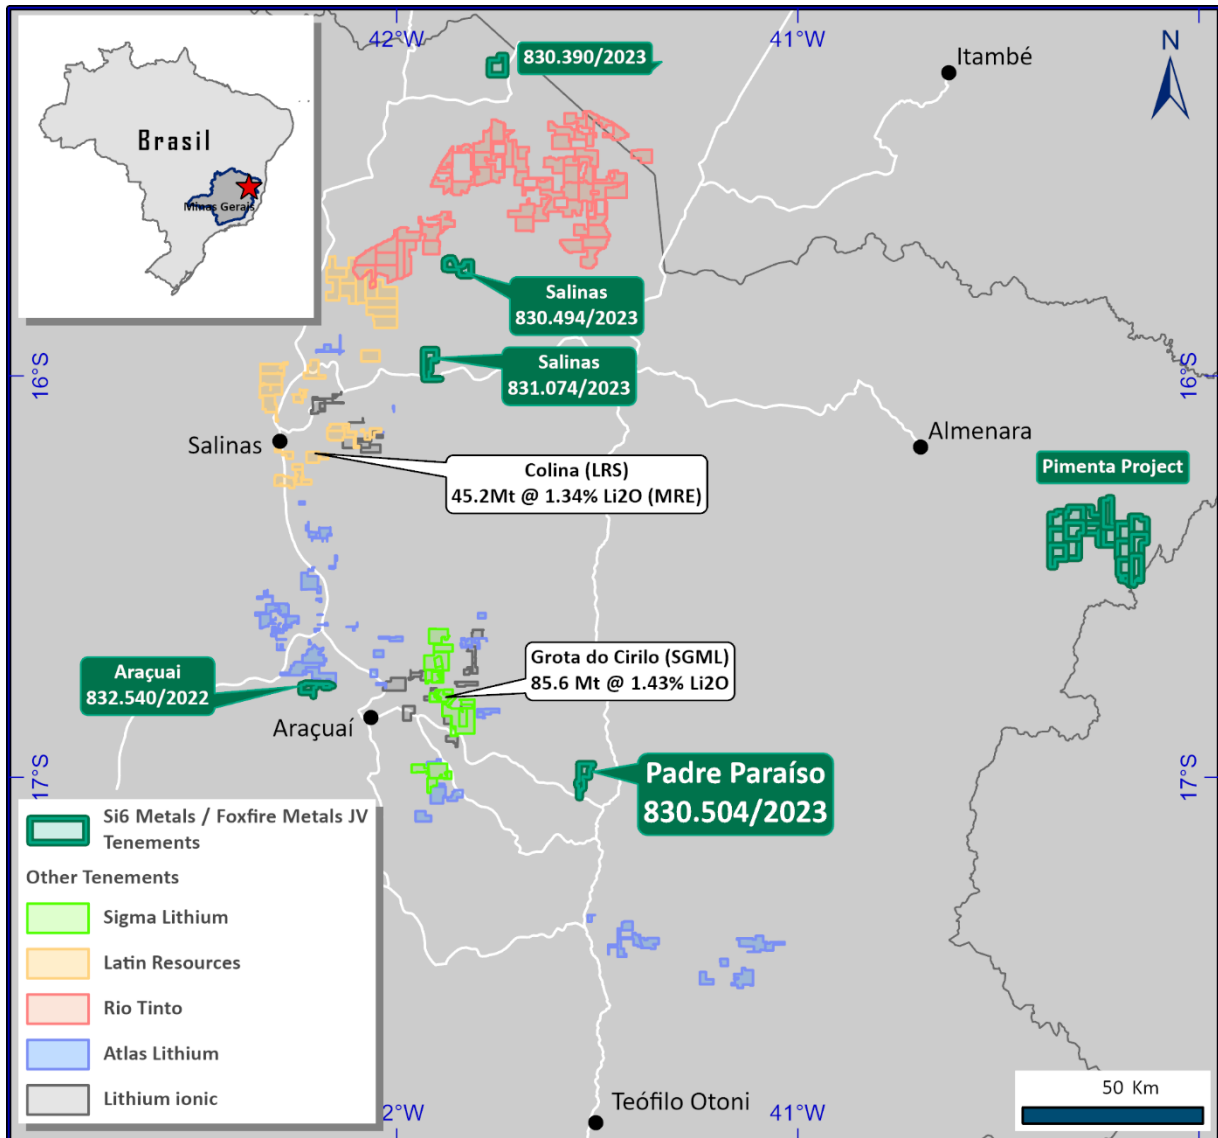 42°W
41°W
N
Itambé
830.390/2023
Brasil
Minas Gerais
Salinas
830.494/2023
Salinas
831.074/2023
16°S
16°S
Salinas
Almenara
Colina (LRS)
45.2Mt @ 1.34% Li2O (MRE)
Pimenta Project
Grota do Cirilo (SGML)
85.6 Mt @ 1.43% Li2O
Araçuai
832.540/2022
Araçuaí
Padre Paraíso
830.504/2023
17°S
17°S
Si6 Metals / Foxfire Metals JV
Tenements
Other Tenements
Sigma Lithium
Latin Resources
Rio Tinto
Atlas Lithium
Lithium ionic
50 Km
Teófilo Otoni
2°W
41°W